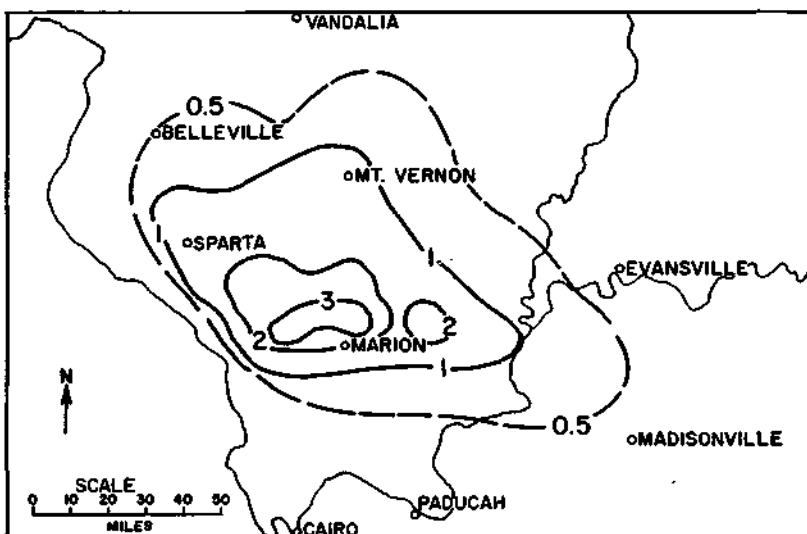 VANDALIA
0.5
BELLEVILLE
MT. VERNON
1
SPARTA
1
EVANSVILLE
3
2
2
MARION
1
N
0.5
MADISONVILLE
SCALE
0 10 20 30 40 50
MILES
PADUCAH
CAIRO